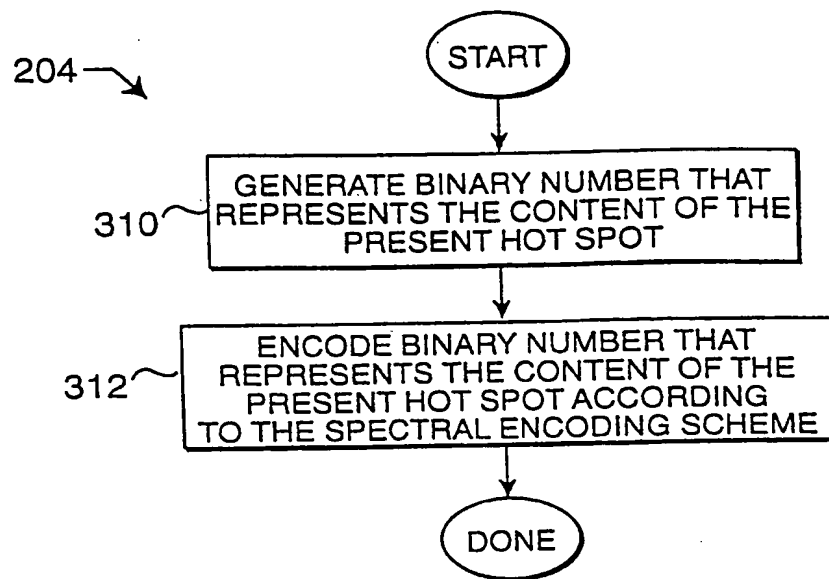 204
START
310
GENERATE BINARY NUMBER THAT
REPRESENTS THE CONTENT OF THE
PRESENT HOT SPOT
312
ENCODE BINARY NUMBER THAT
REPRESENTS THE CONTENT OF THE
PRESENT HOT SPOT ACCORDING
TO THE SPECTRAL ENCODING SCHEME
DONE